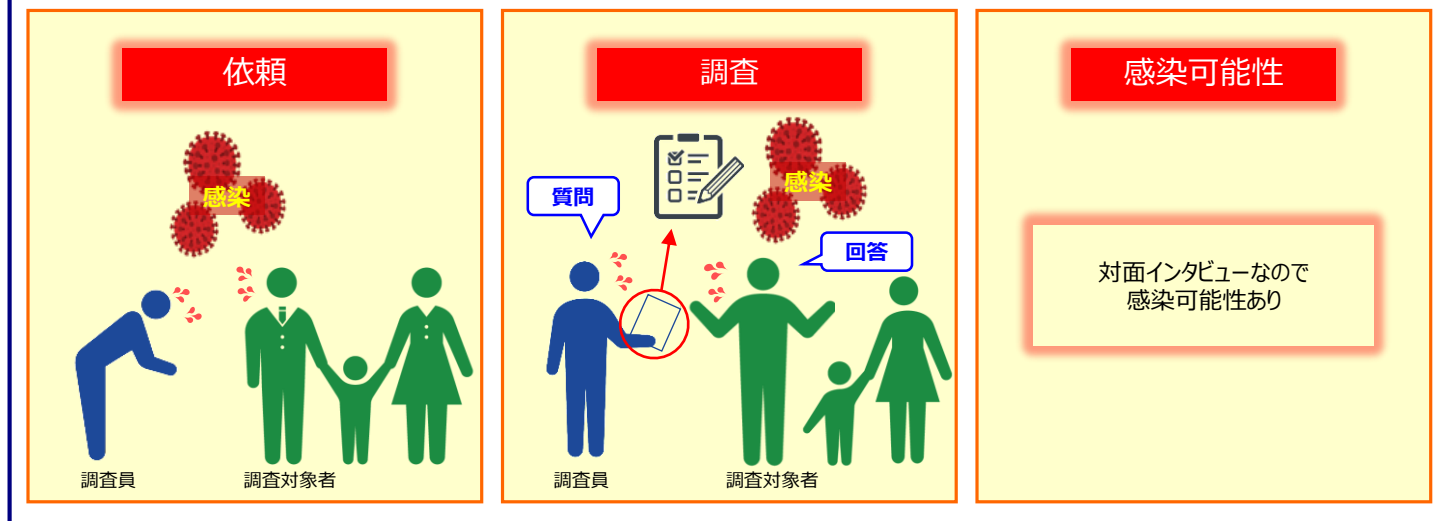 依頼
感染
調査員
調査対象者
調査
感染
質問
回答
調査員
調査対象者
感染可能性
対面インタビューなので
感染可能性あり